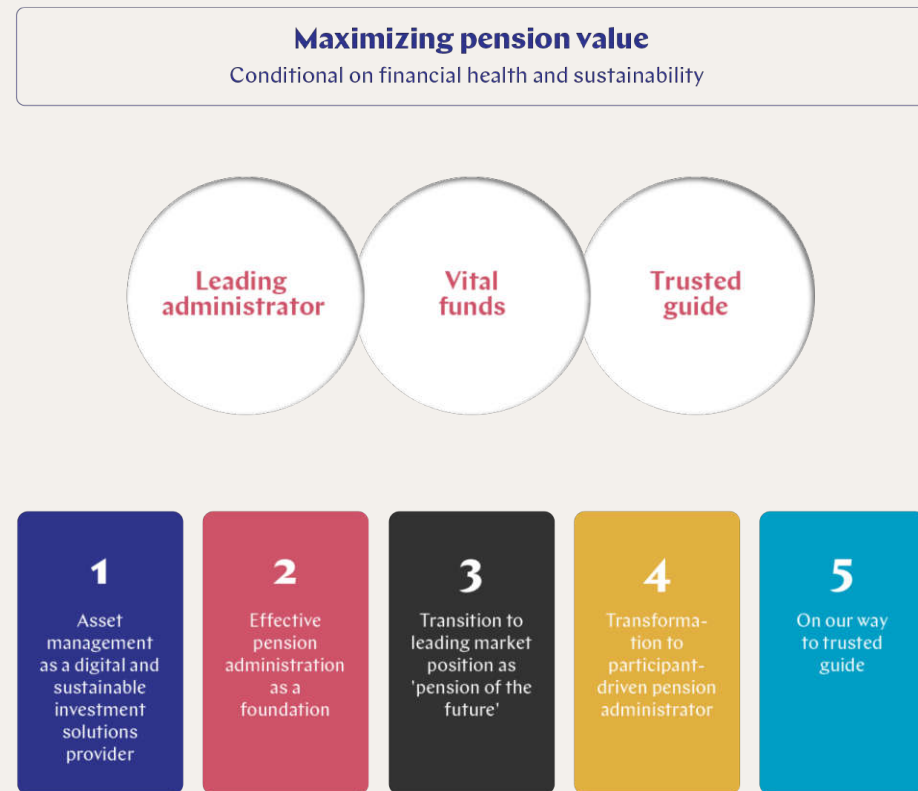 Maximizing pension value
Conditional on financial health and sustainability
Leading
administrator
Vital
funds
Trusted
guide
1
Asset
management
as a digital and
sustainable
investment
solutions
provider
2
Effective
pension
administration
as a
foundation
3
Transition to
leading market
position as
'pension of the
future'
4
Transforma-
tion to
participant-
driven pension
administrator
5
On our way
to trusted
guide